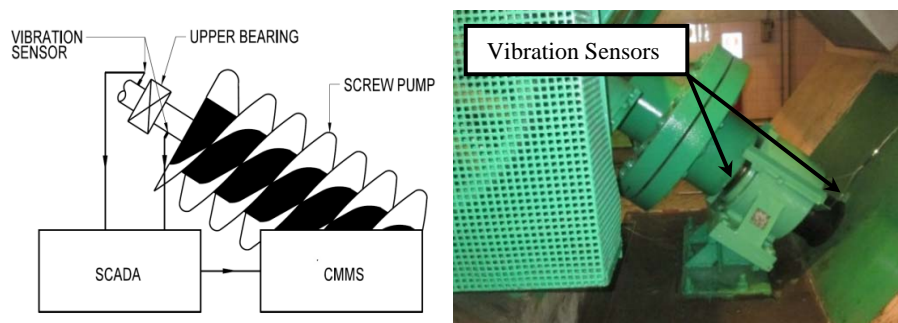 VIBRATION
SENSOR
UPPER BEARING
SCREW PUMP
SCADA
CMMS
Vibration Sensors